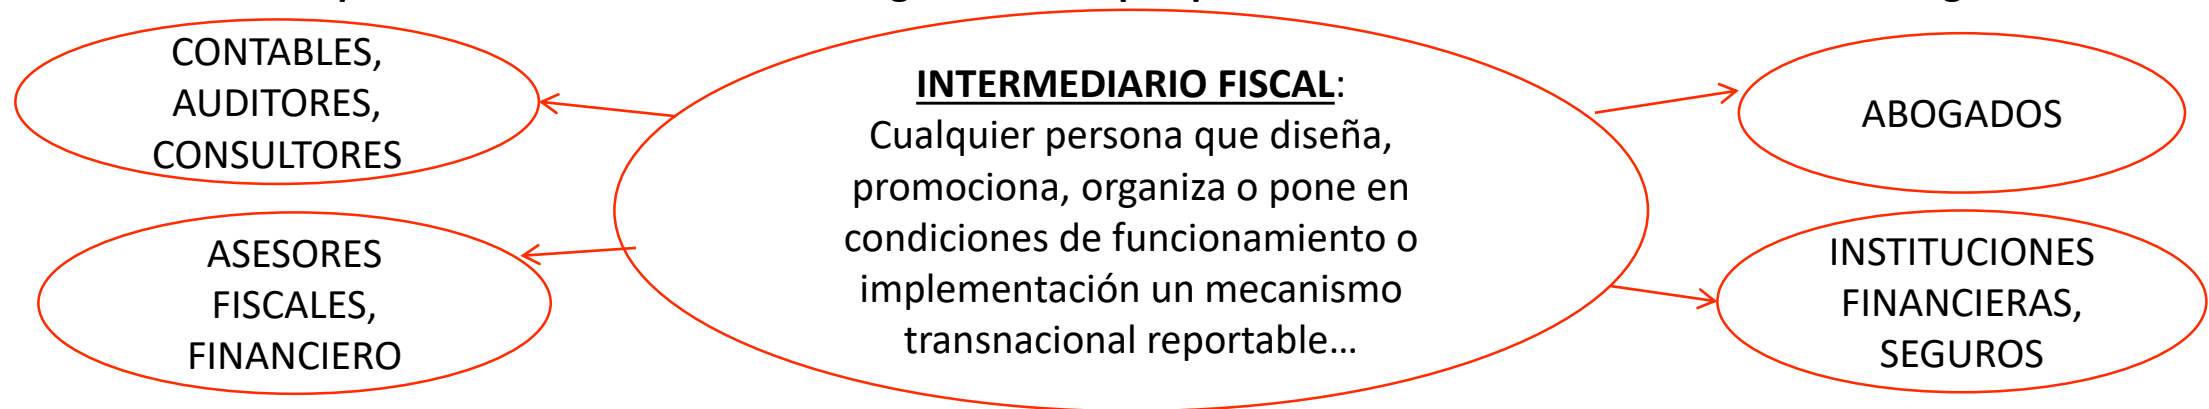 CONTABLES,
AUDITORES,
CONSULTORES
ASESORES
FISCALES,
FINANCIERO
INTERMEDIARIO FISCAL:
Cualquier persona que diseña,
promociona, organiza o pone en
condiciones de funcionamiento o
implementación un mecanismo
transnacional reportable…
ABOGADOS
INSTITUCIONES
FINANCIERAS,
SEGUROS